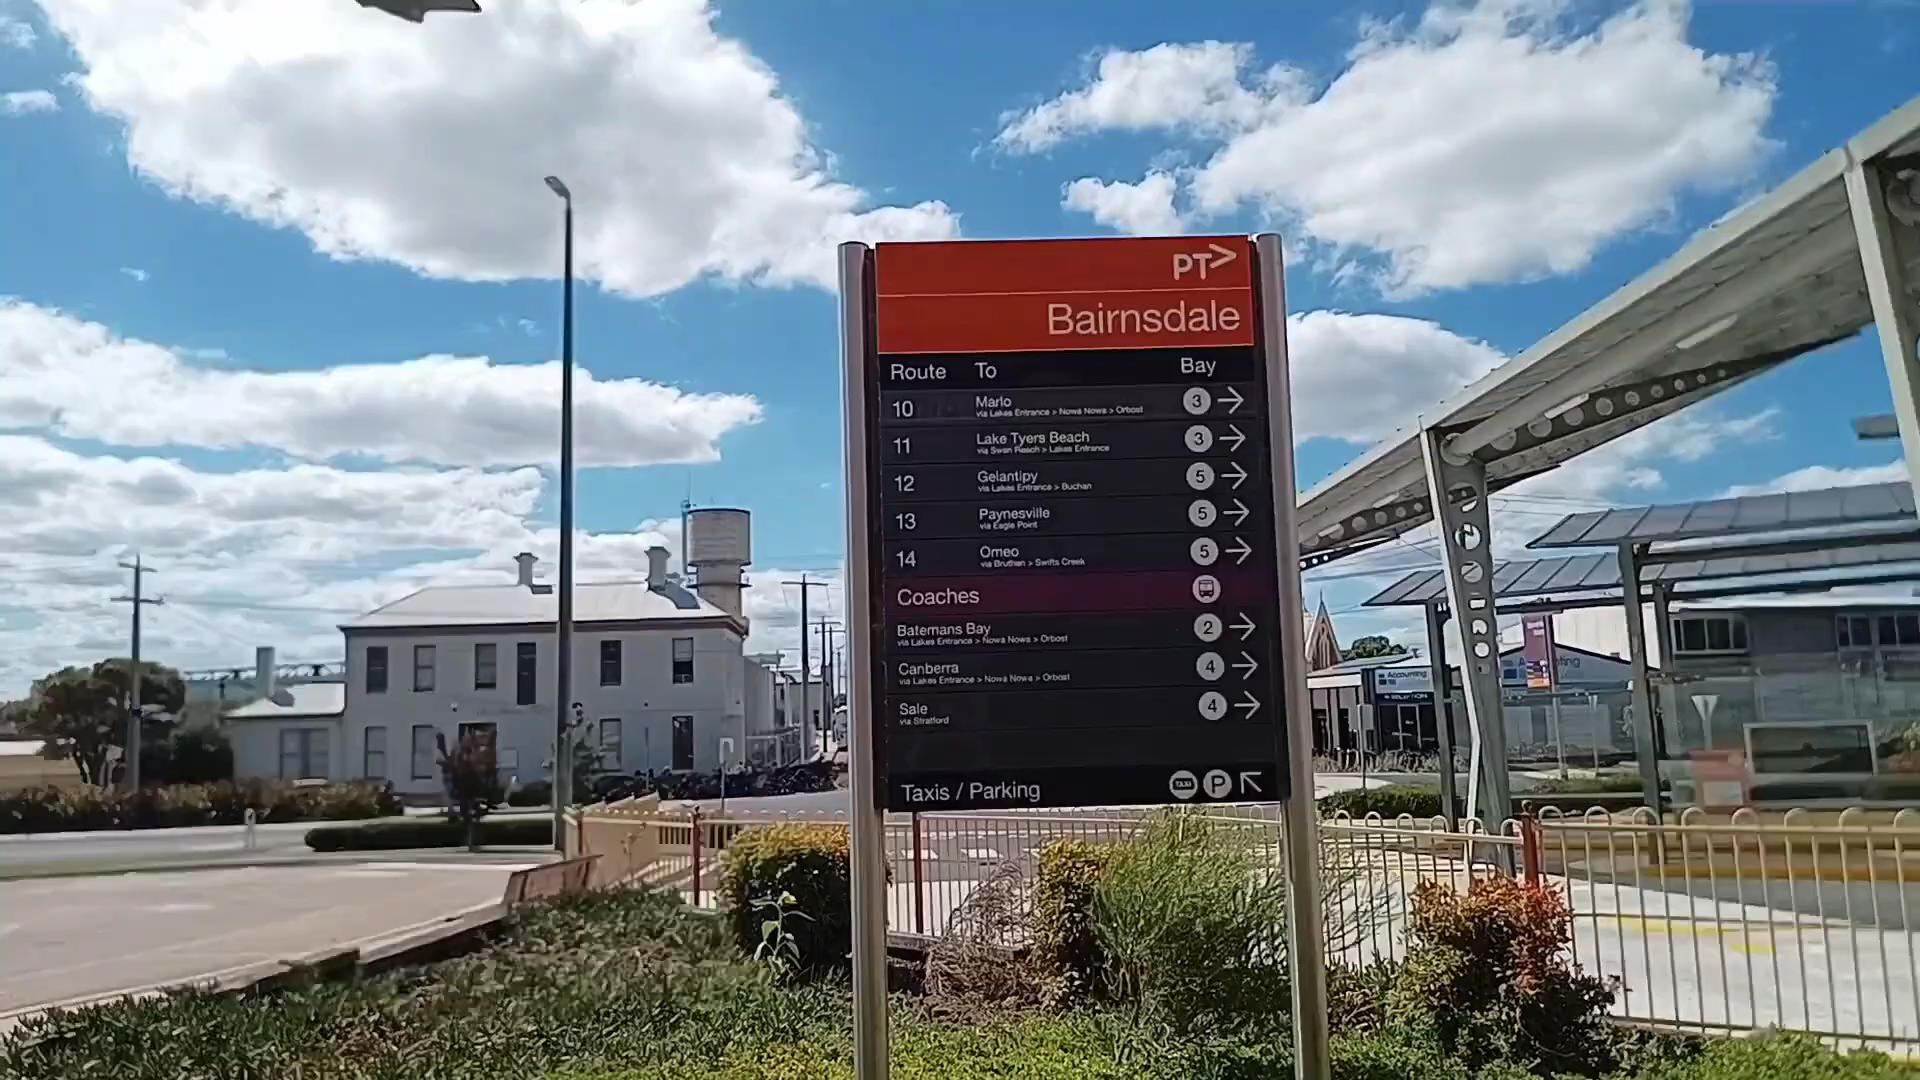 PT>
Bairnsdale
Route To Bay
10 Marlo 3 →
via Lakes Entrance > Nowa Nowa > Orbost
11 Lake Tyers Beach 3 →
via Swan Reach > Lakes Entrance
12 Gelantipy 5 →
via Lakes Entrance > Buchan
13 Paynesville 5 →
via Eagle Point
14 Omeo 5 →
via Bruthen > Swifts Creek
Coaches
Batemans Bay 2 →
via Lakes Entrance > Nowa Nowa > Orbost
Canberra 4 →
via Lakes Entrance > Nowa Nowa > Orbost
Sale 4 →
via Stratford
Taxis / Parking TAXI P ↖
Accounting